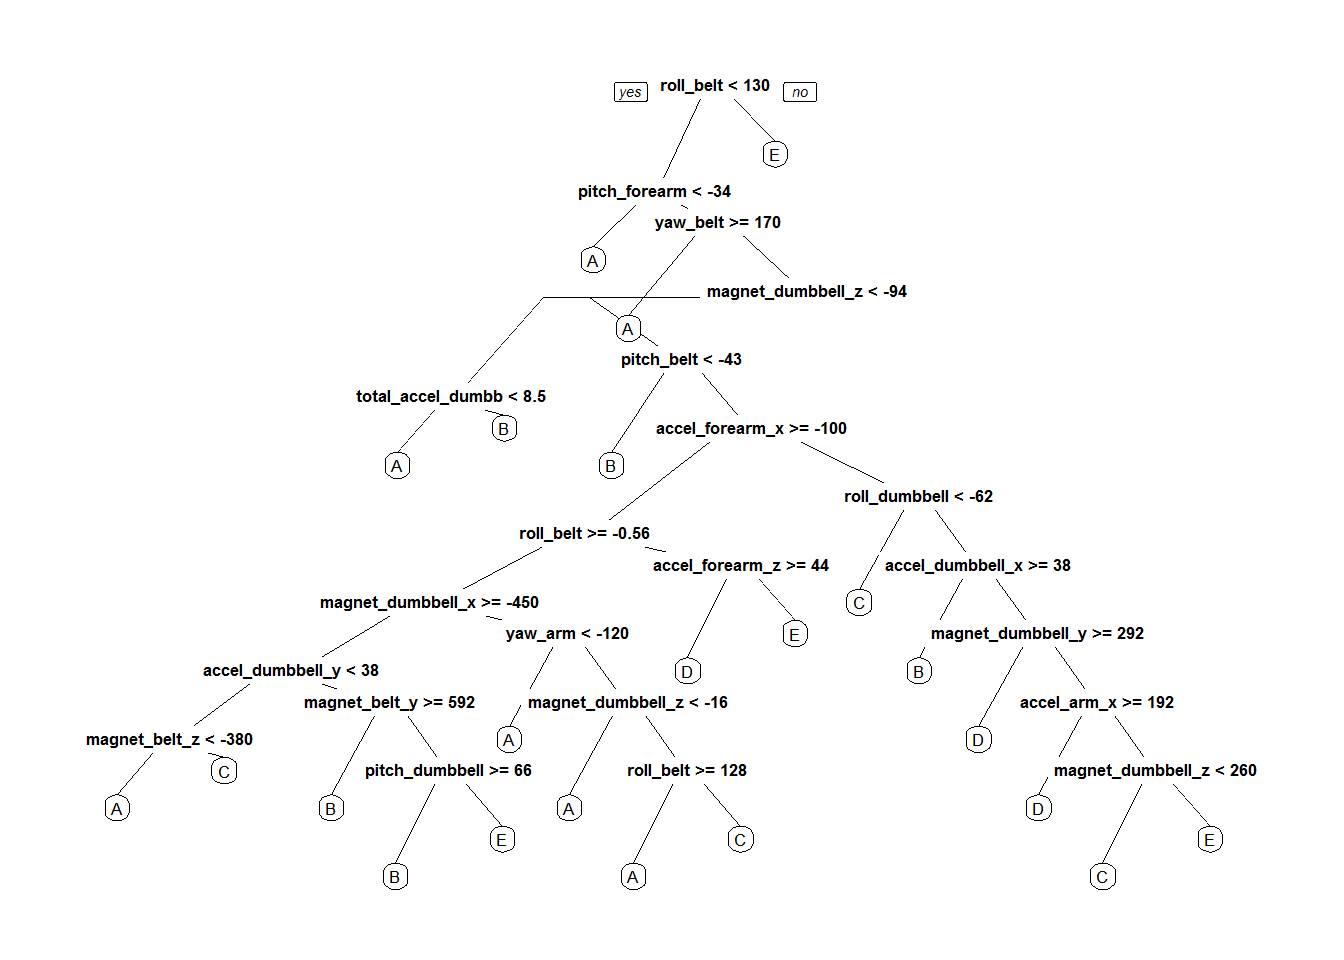 yes roll_belt < 130 no
E
pitch_forearm < -34
yaw_belt >= 170
A
magnet_dumbbell_z < -94
A
pitch_belt < -43
total_accel_dumbb < 8.5
B
accel_forearm_x >= -100
A
B
roll_dumbbell < -62
roll_belt >= -0.56
accel_forearm_z >= 44
accel_dumbbell_x >= 38
magnet_dumbbell_x >= -450
C
yaw_arm < -120
E
magnet_dumbbell_y >= 292
accel_dumbbell_y < 38
D
B
magnet_belt_y >= 592
magnet_dumbbell_z < -16
accel_arm_x >= 192
magnet_belt_z < -380
A
D
C
pitch_dumbbell >= 66
roll_belt >= 128
magnet_dumbbell_z < 260
A
B
A
D
E
C
E
B
A
C